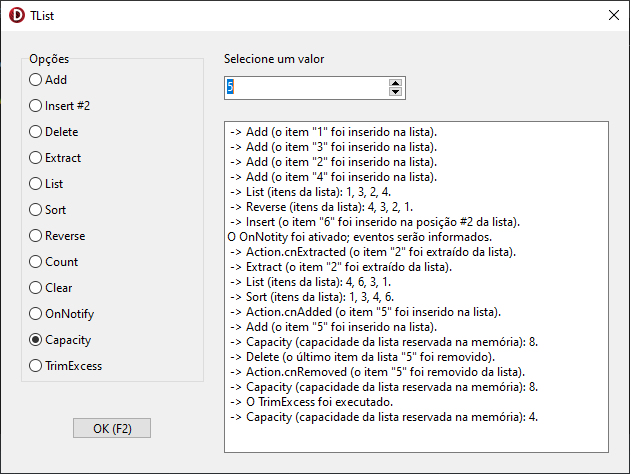 TList
Opções
Add
Insert #2
Delete
Extract
List
Sort
Reverse
Count
Clear
OnNotify
Capacity
TrimExcess
OK (F2)
Selecione um valor
5
-> Add (o item "1" foi inserido na lista).
-> Add (o item "3" foi inserido na lista).
-> Add (o item "2" foi inserido na lista).
-> Add (o item "4" foi inserido na lista).
-> List (itens da lista): 1, 3, 2, 4.
-> Reverse (itens da lista): 4, 3, 2, 1.
-> Insert (o item "6" foi inserido na posição #2 da lista).
O OnNotity foi ativado; eventos serão informados.
-> Action.cnExtracted (o item "2" foi extraído da lista).
-> Extract (o item "2" foi extraído da lista).
-> List (itens da lista): 4, 6, 3, 1.
-> Sort (itens da lista): 1, 3, 4, 6.
-> Action.cnAdded (o item "5" foi inserido na lista).
-> Add (o item "5" foi inserido na lista).
-> Capacity (capacidade da lista reservada na memória): 8.
-> Delete (o último item da lista "5" foi removido).
-> Action.cnRemoved (o item "5" foi removido da lista).
-> Capacity (capacidade da lista reservada na memória): 8.
-> O TrimExcess foi executado.
-> Capacity (capacidade da lista reservada na memória): 4.